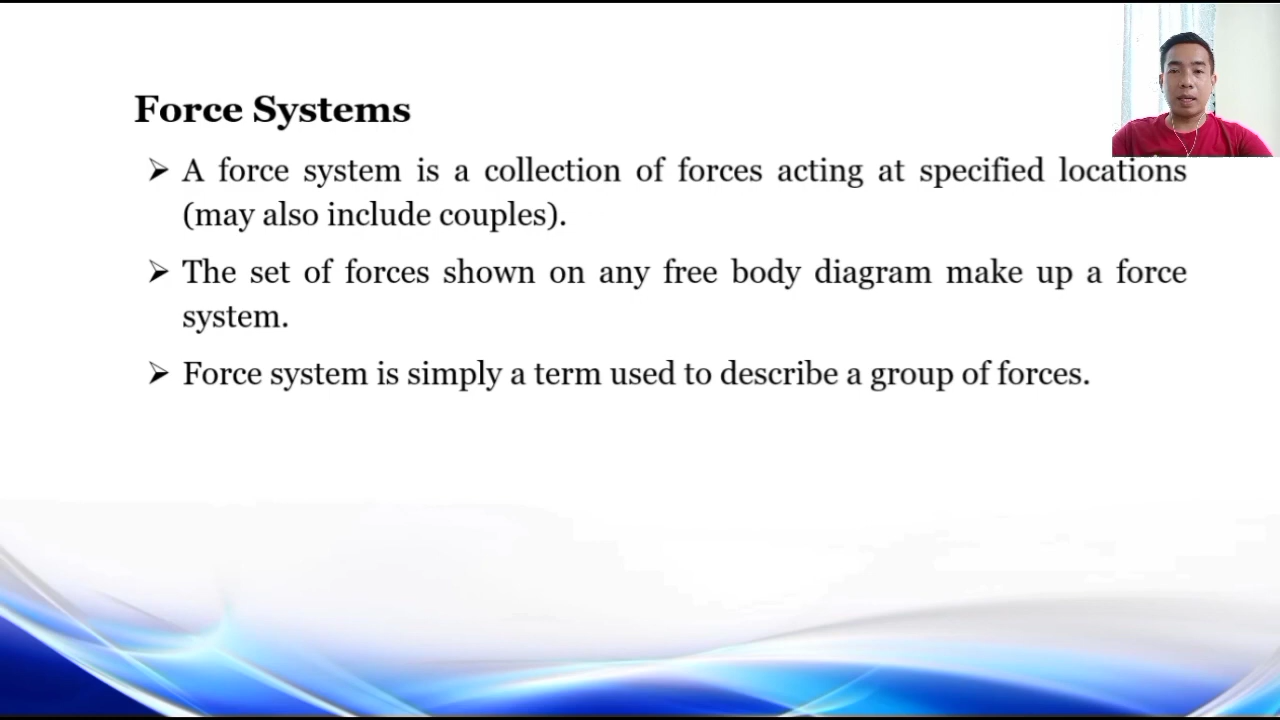 Force Systems
➢ A force system is a collection of forces acting at specified locations
(may also include couples).
➢ The set of forces shown on any free body diagram make up a force
system.
➢ Force system is simply a term used to describe a group of forces.